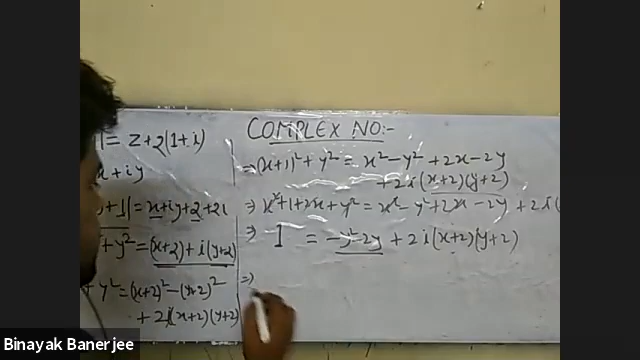 COMPLEX NO:-
|= z+2(1+i)
x+iy
+1|=x+iy+2+2i
+y²=(x+2)+i(y+2)
+y²=(x+2)²-(y+2)²
+2i(x+2)(y+2)
⇒(x+1)²+y²=x²-y²+2x-2y
+2i(x+2)(y+2)
⇒x²+1+2x+y²=x²-y²+2x-2y+2i(
⇒ 1 = -y²-2y+2i(x+2)(y+2)
⇒
Binayak Banerjee